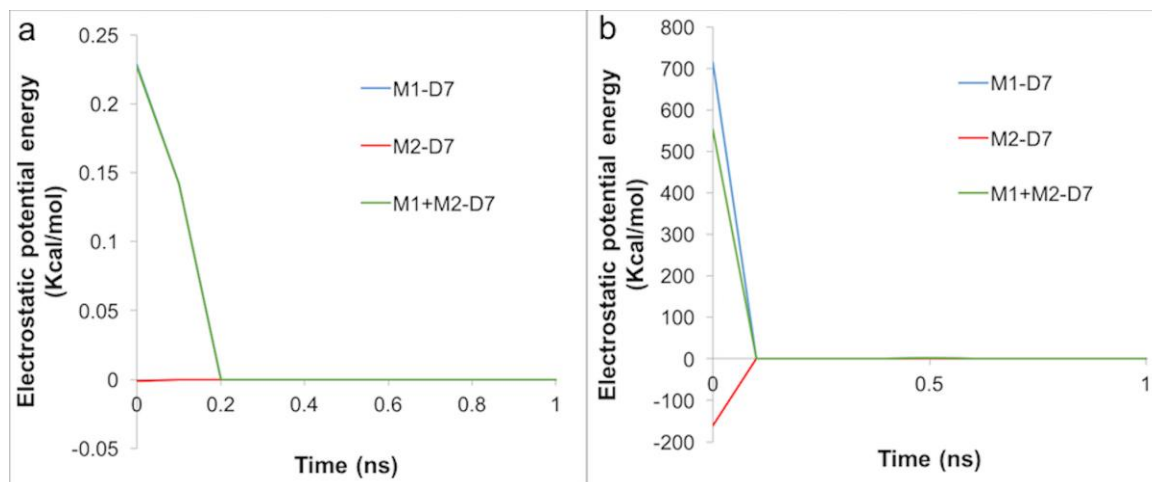 a
Electrostatic potential energy
(Kcal/mol)
0.25
0.2
0.15
0.1
0.05
0
-0.05
0
0.2
0.4
0.6
0.8
1
Time (ns)
M1-D7
M2-D7
M1+M2-D7
b
Electrostatic potential energy
(Kcal/mol)
800
700
600
500
400
300
200
100
0
-100
-200
0
0.5
1
Time (ns)
M1-D7
M2-D7
M1+M2-D7